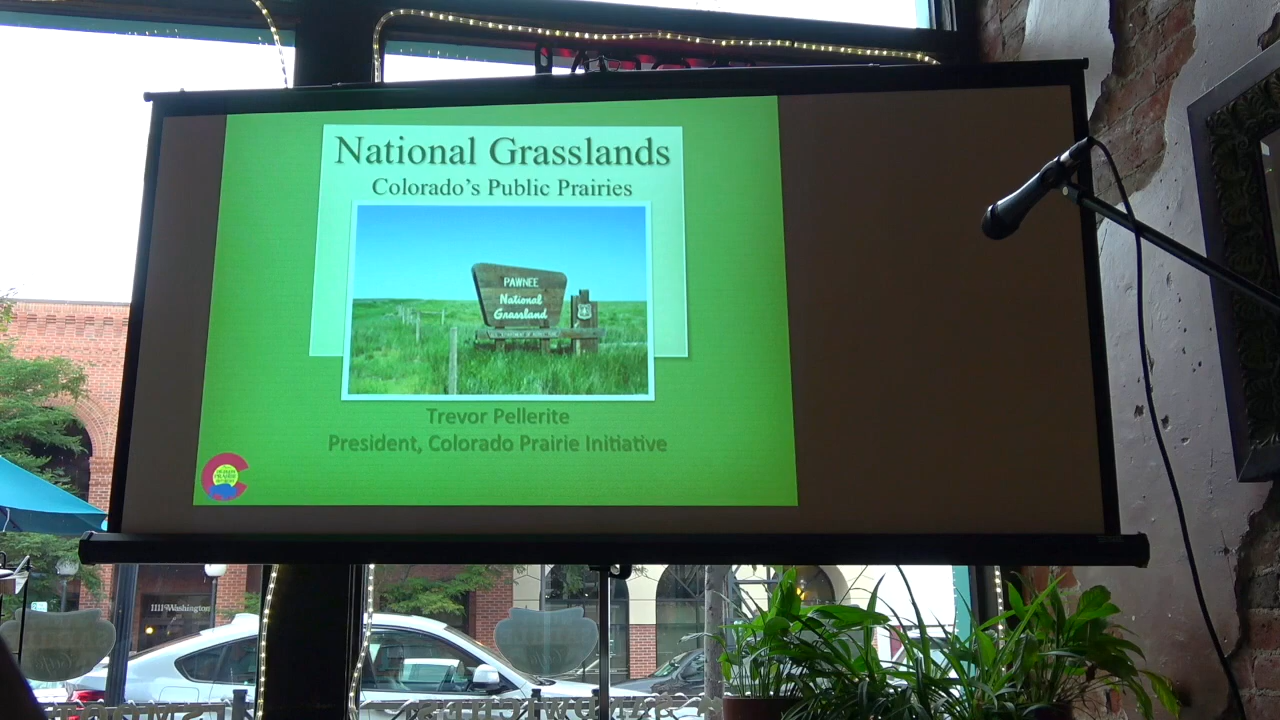 National Grasslands
Colorado's Public Prairies
PAWNEE
National
Grassland
Trevor Pellerite
President, Colorado Prairie Initiative
1111 Washington